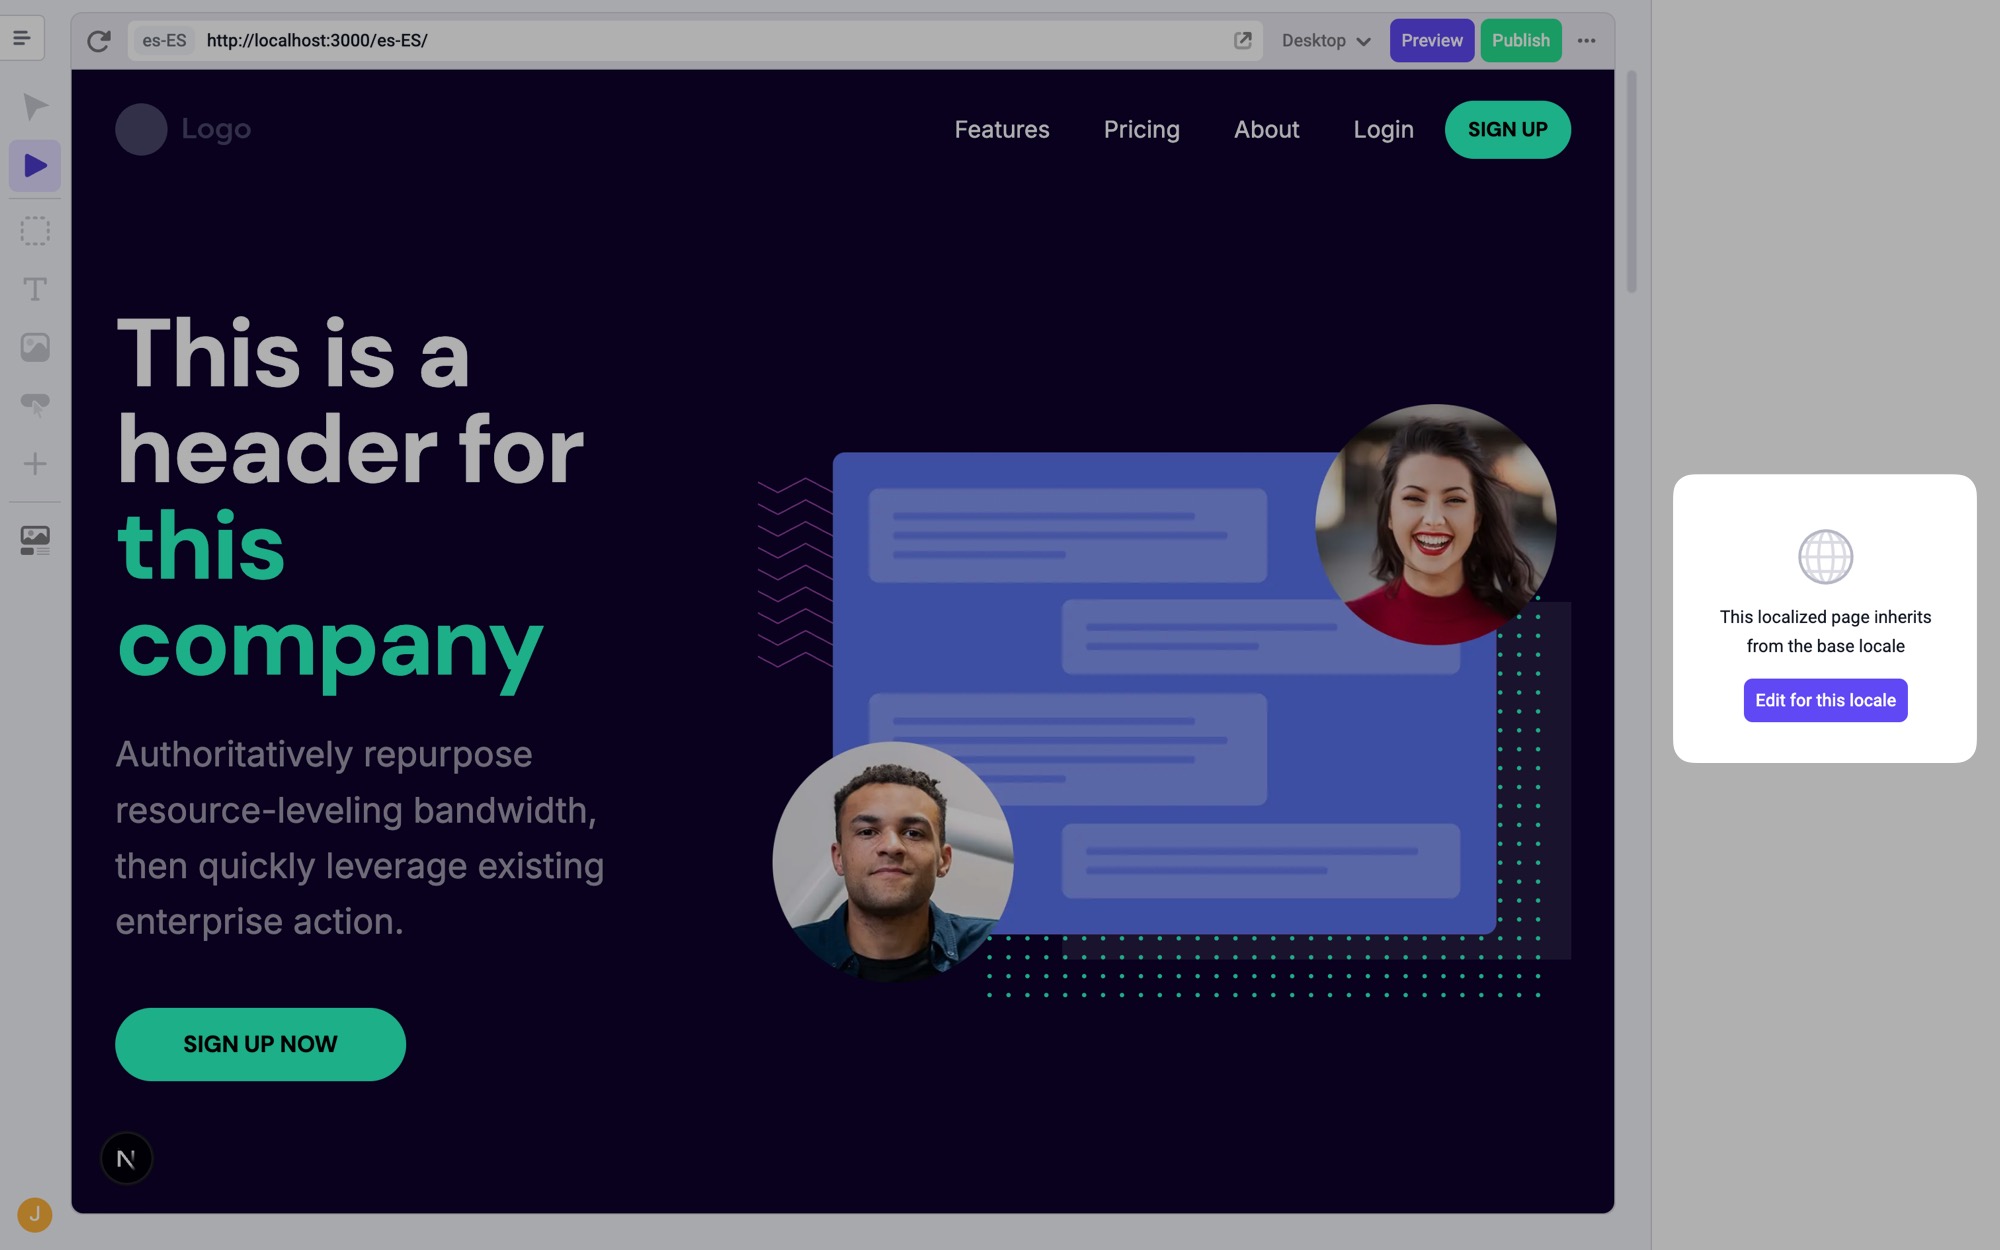 es-ES http://localhost:3000/es-ES/ Desktop Preview Publish
Logo Features Pricing About Login SIGN UP
This is a
header for
this
company
Authoritatively repurpose
resource-leveling bandwidth,
then quickly leverage existing
enterprise action.
SIGN UP NOW
N
J
This localized page inherits
from the base locale
Edit for this locale